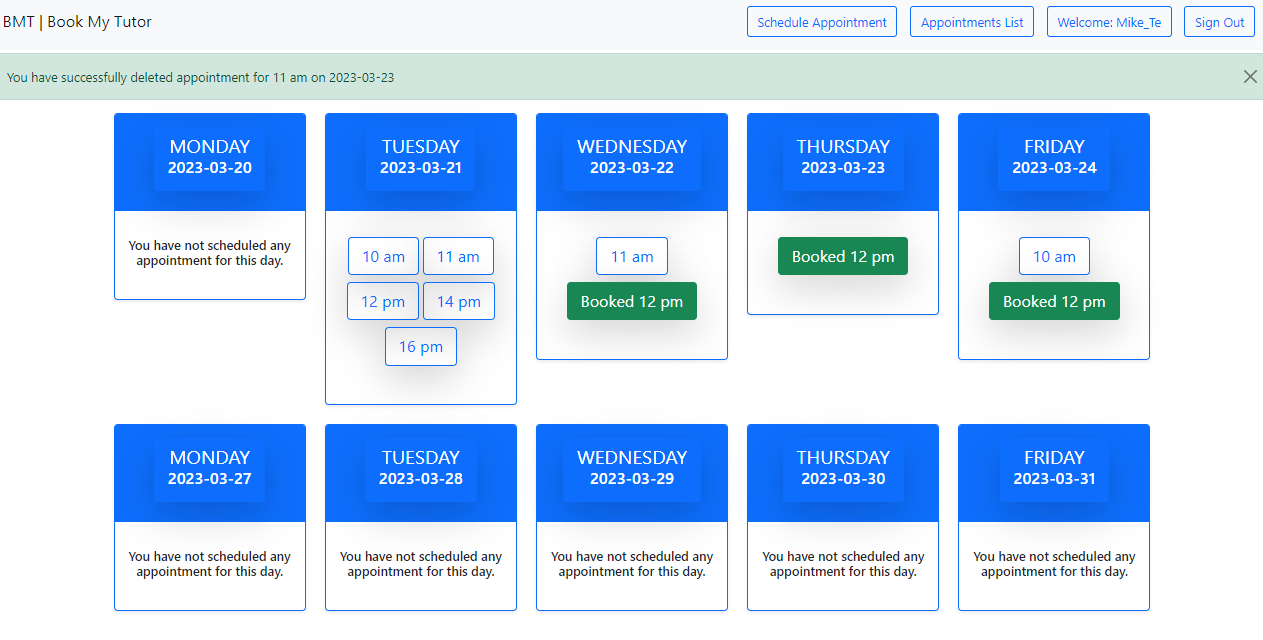 BMT | Book My Tutor
Schedule Appointment
Appointments List
Welcome: Mike_Te
Sign Out
You have successfully deleted appointment for 11 am on 2023-03-23
MONDAY
2023-03-20
You have not scheduled any
appointment for this day.
TUESDAY
2023-03-21
10 am
11 am
12 pm
14 pm
16 pm
WEDNESDAY
2023-03-22
11 am
Booked 12 pm
THURSDAY
2023-03-23
Booked 12 pm
FRIDAY
2023-03-24
10 am
Booked 12 pm
MONDAY
2023-03-27
You have not scheduled any
appointment for this day.
TUESDAY
2023-03-28
You have not scheduled any
appointment for this day.
WEDNESDAY
2023-03-29
You have not scheduled any
appointment for this day.
THURSDAY
2023-03-30
You have not scheduled any
appointment for this day.
FRIDAY
2023-03-31
You have not scheduled any
appointment for this day.